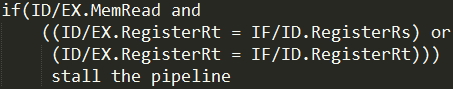 if(ID/EX.MemRead and
((ID/EX.RegisterRt = IF/ID.RegisterRs) or
(ID/EX.RegisterRt = IF/ID.RegisterRt)))
stall the pipeline